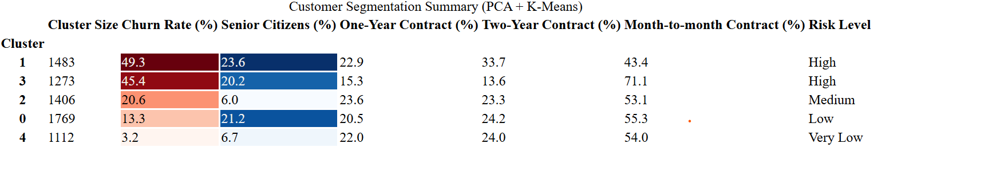 Customer Segmentation Summary (PCA + K-Means)
Cluster Size Churn Rate (%) Senior Citizens (%) One-Year Contract (%) Two-Year Contract (%) Month-to-month Contract (%) Risk Level
Cluster
1 1483 49.3 23.6 22.9 33.7 43.4 High
3 1273 45.4 20.2 15.3 13.6 71.1 High
2 1406 20.6 6.0 23.6 23.3 53.1 Medium
0 1769 13.3 21.2 20.5 24.2 55.3 Low
4 1112 3.2 6.7 22.0 24.0 54.0 Very Low